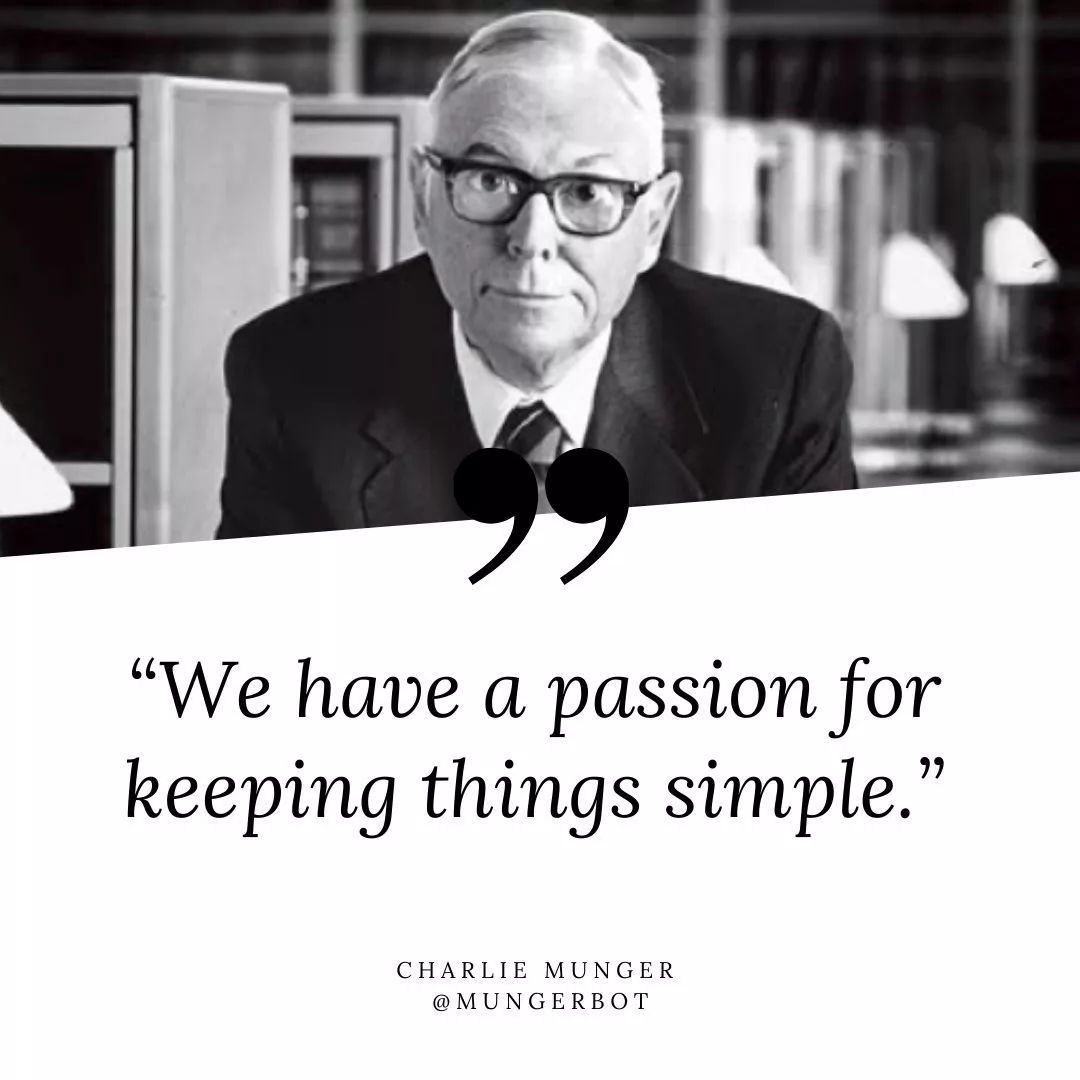 ”
“We have a passion for
keeping things simple.”
CHARLIE MUNGER
@MUNGERBOT